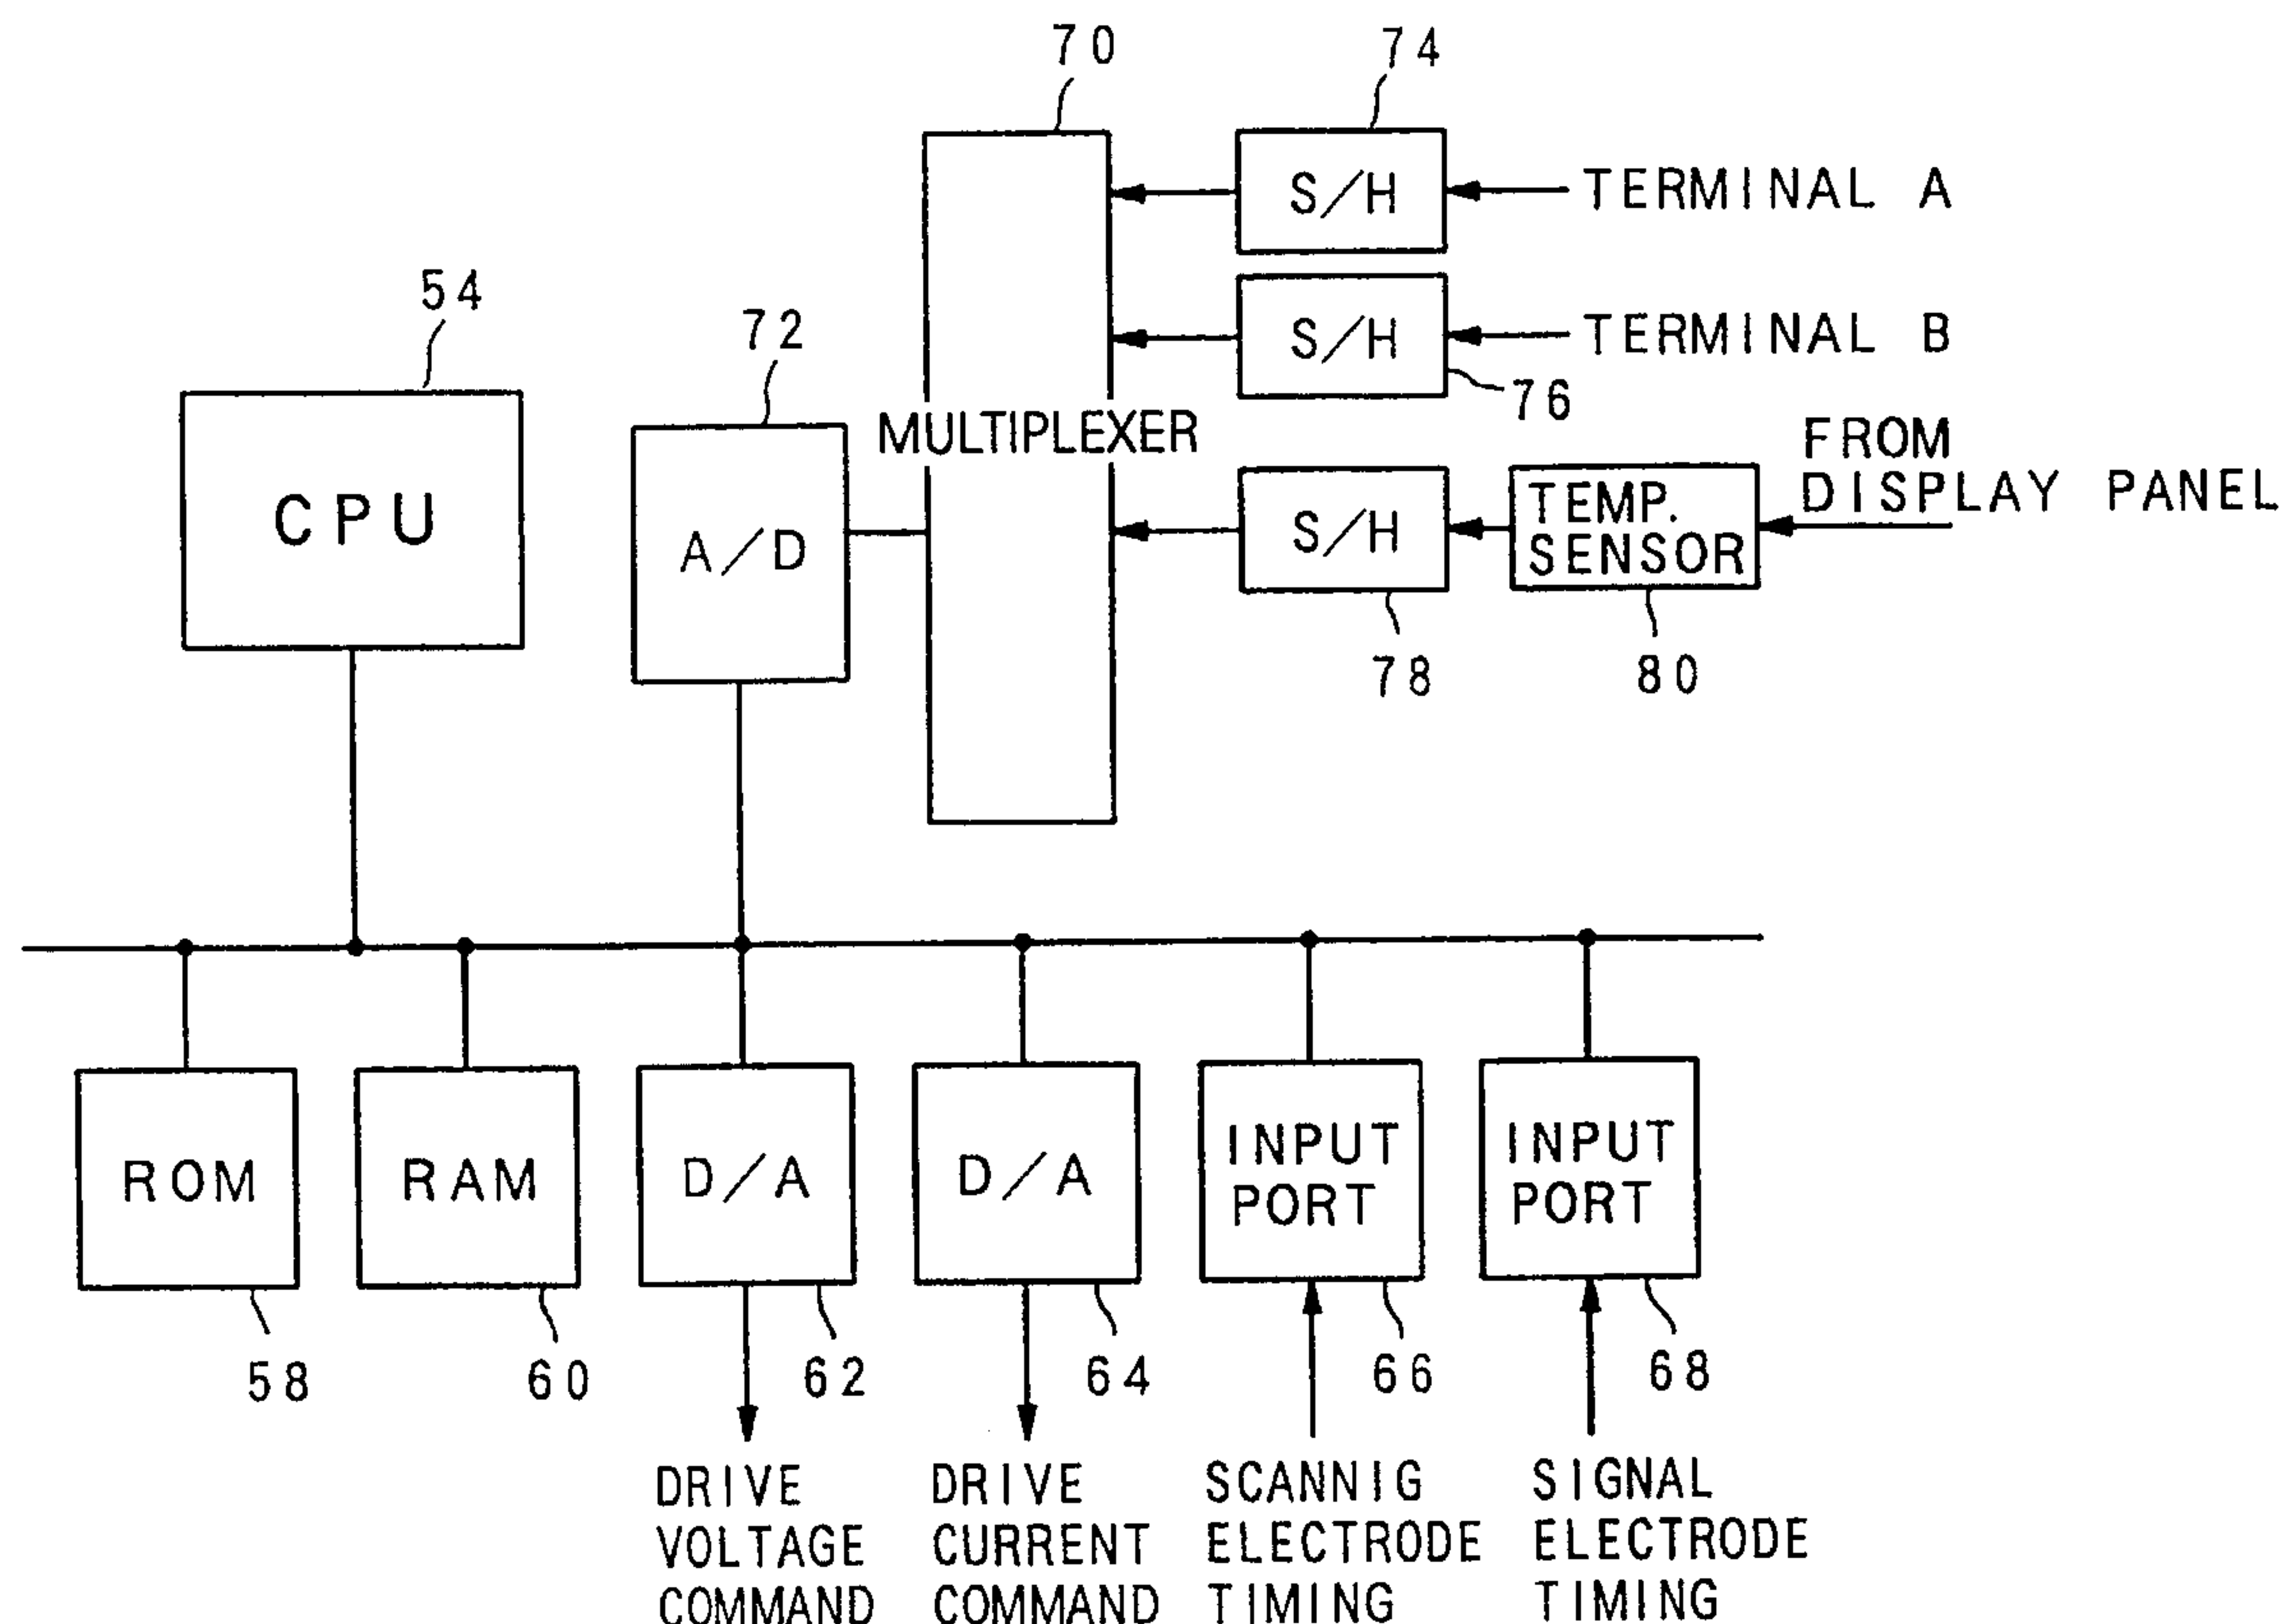 70
74
S/H
TERMINAL A
54
72
S/H
TERMINAL B
76
MULTIPLEXER
FROM
DISPLAY PANEL
CPU
A/D
S/H
TEMP.
SENSOR
78
80
ROM
RAM
D/A
D/A
INPUT
PORT
INPUT
PORT
58
60
62
64
66
68
DRIVE
VOLTAGE
COMMAND
DRIVE
CURRENT
COMMAND
SCANNIG
ELECTRODE
TIMING
SIGNAL
ELECTRODE
TIMING